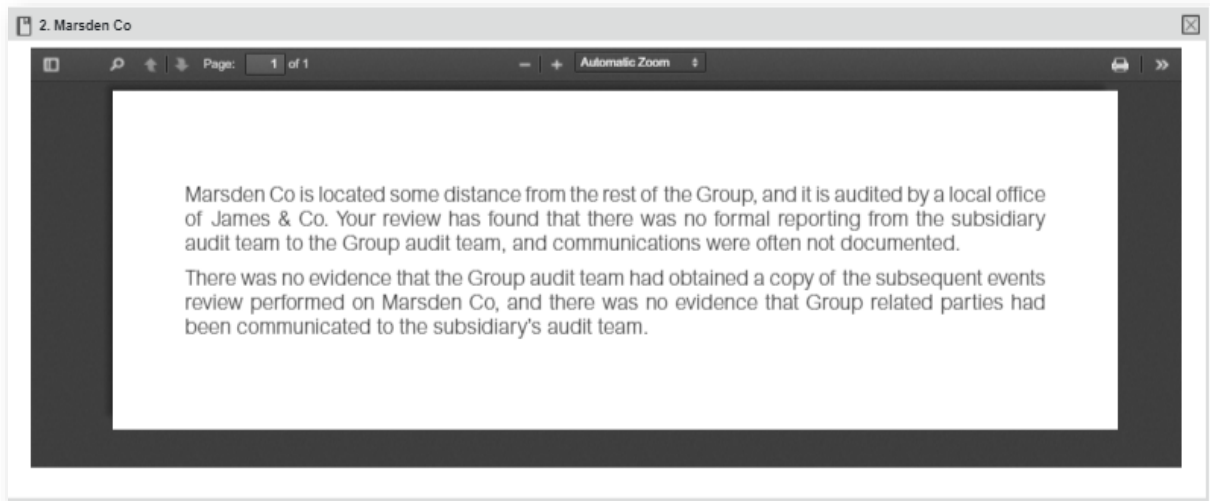 2. Marsden Co
Page: 1 of 1
Automatic Zoom
Marsden Co is located some distance from the rest of the Group, and it is audited by a local office
of James & Co. Your review has found that there was no formal reporting from the subsidiary
audit team to the Group audit team, and communications were often not documented.
There was no evidence that the Group audit team had obtained a copy of the subsequent events
review performed on Marsden Co, and there was no evidence that Group related parties had
been communicated to the subsidiary's audit team.